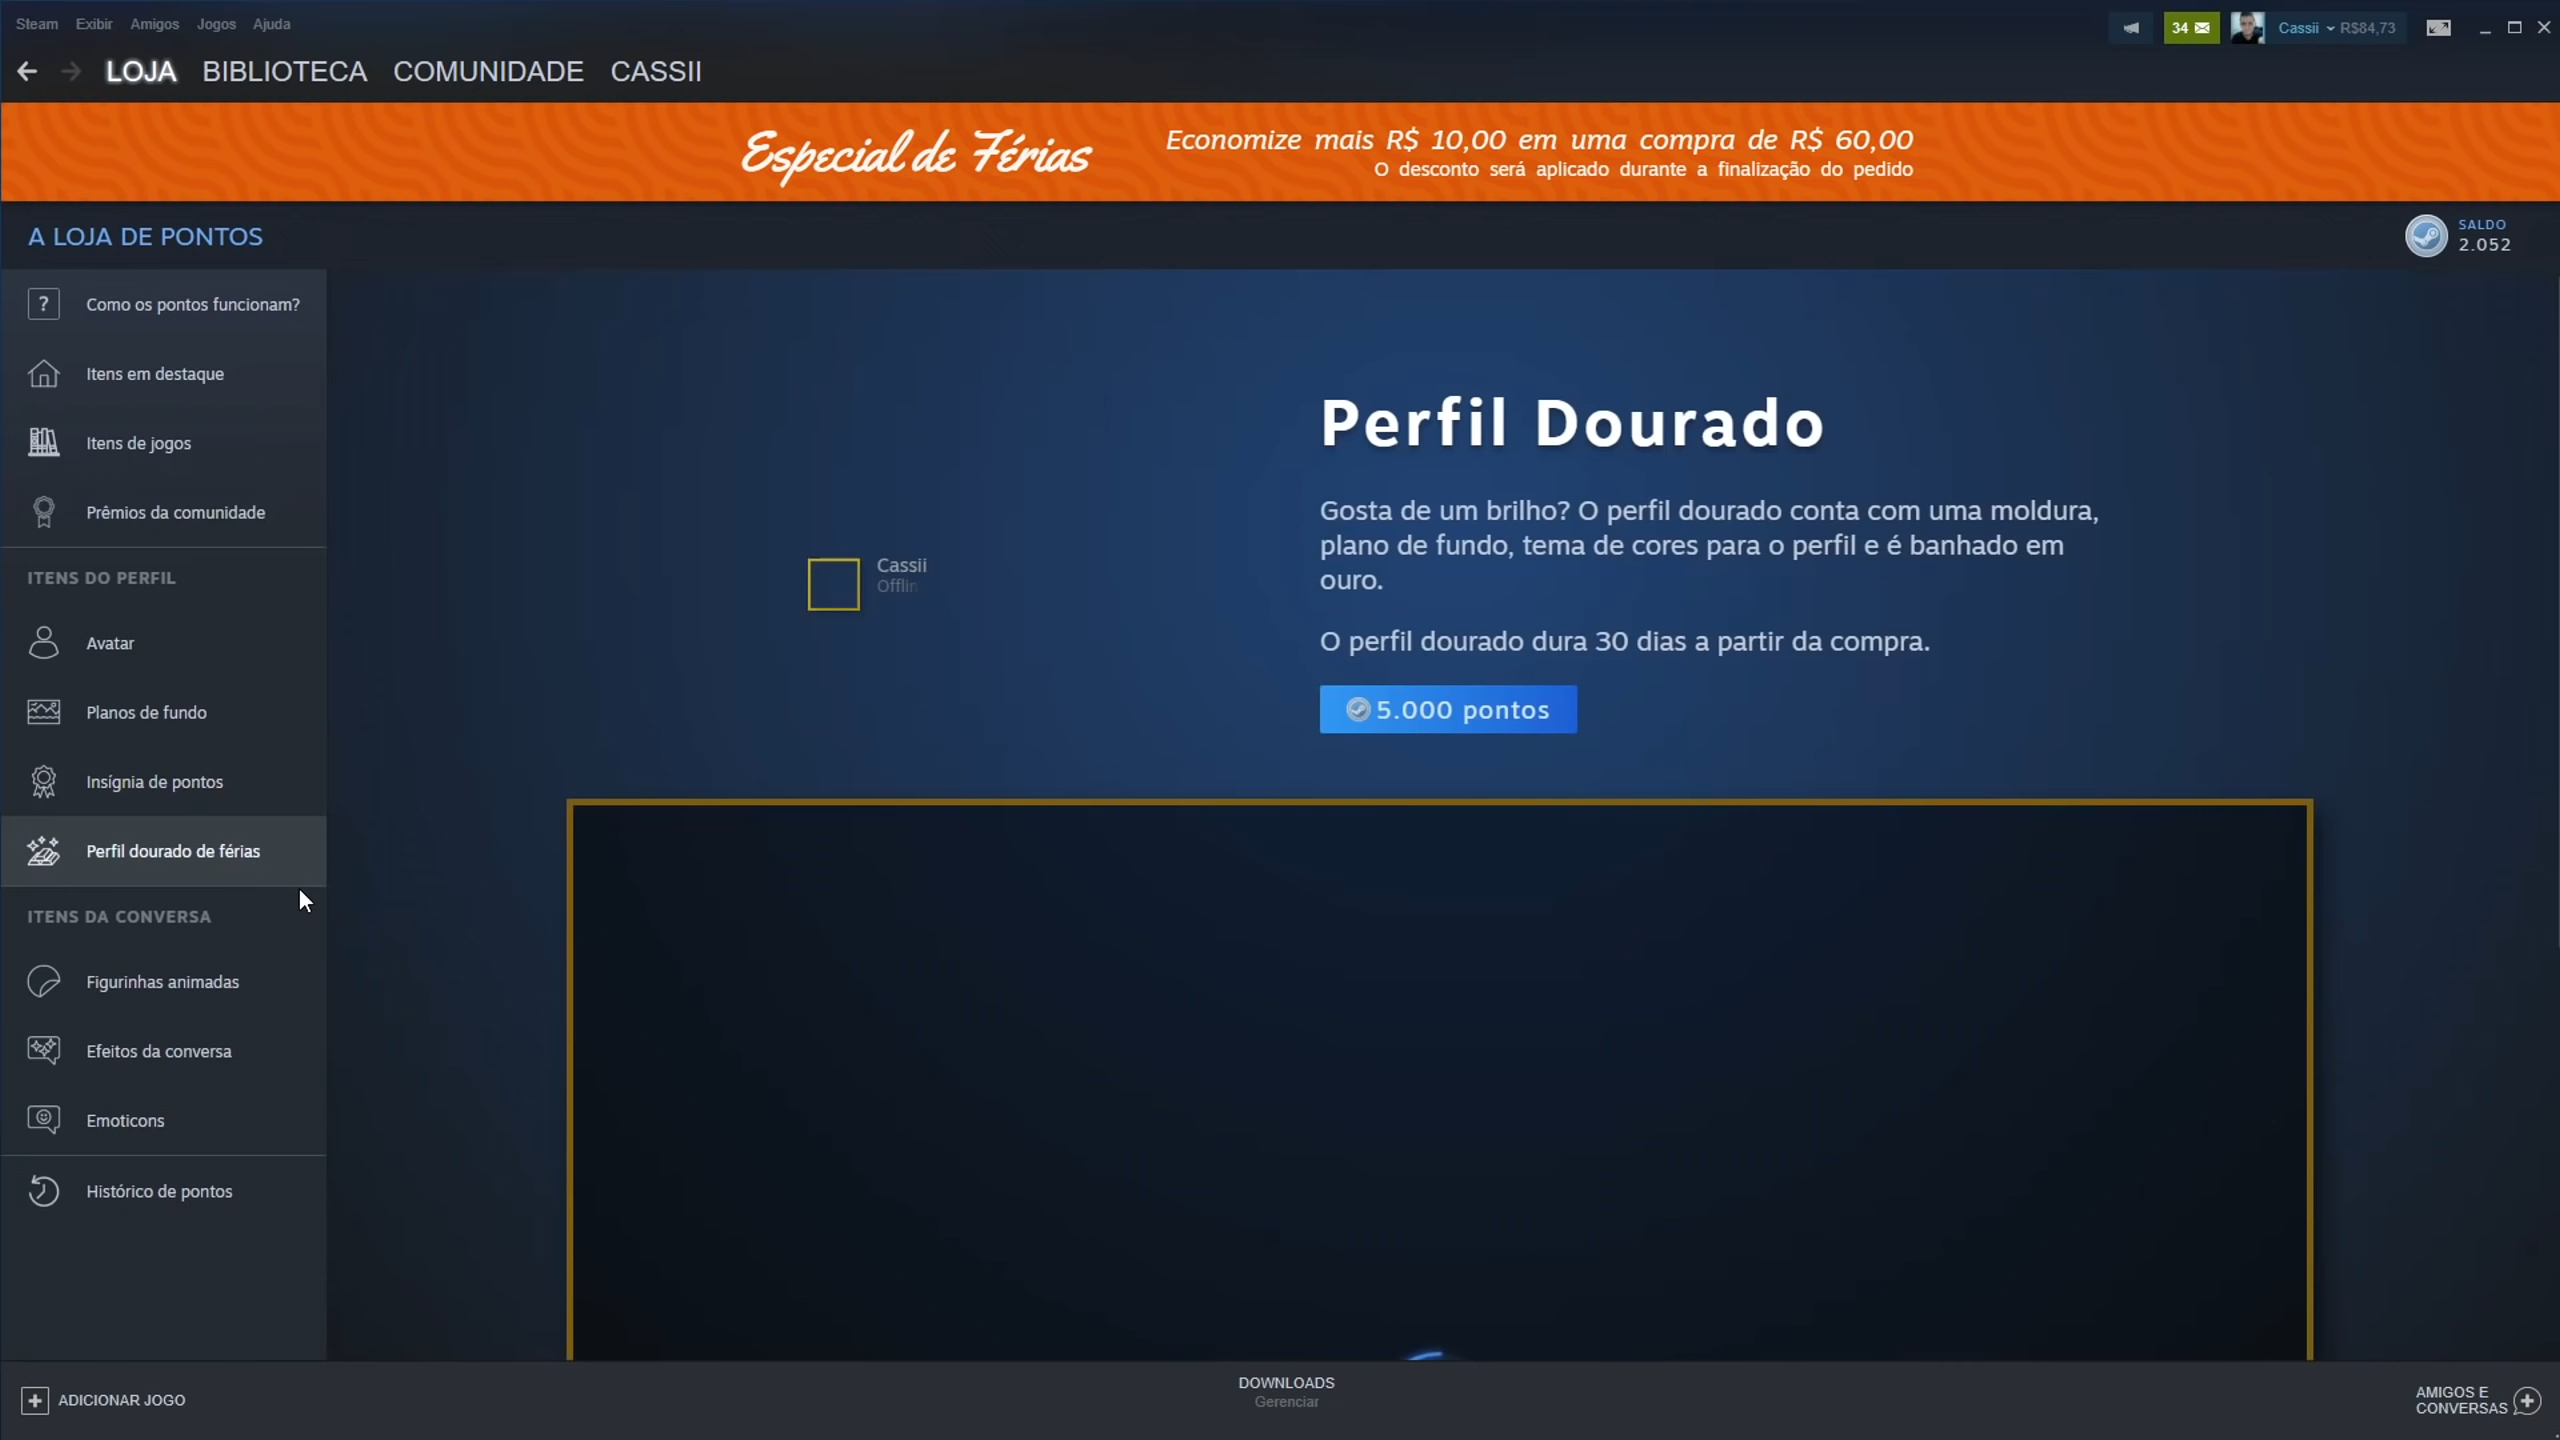 Steam Exibir Amigos Jogos Ajuda
34
Cassii R$84,73
LOJA BIBLIOTECA COMUNIDADE CASSII
Especial de Férias
Economize mais R$ 10,00 em uma compra de R$ 60,00
O desconto será aplicado durante a finalização do pedido
A LOJA DE PONTOS
SALDO
2.052
? Como os pontos funcionam?
Itens em destaque
Itens de jogos
Prêmios da comunidade
ITENS DO PERFIL
Avatar
Planos de fundo
Insígnia de pontos
Perfil dourado de férias
ITENS DA CONVERSA
Figurinhas animadas
Efeitos da conversa
Emoticons
Histórico de pontos
Cassii
Offlin
Perfil Dourado
Gosta de um brilho? O perfil dourado conta com uma moldura,
plano de fundo, tema de cores para o perfil e é banhado em
ouro.
O perfil dourado dura 30 dias a partir da compra.
5.000 pontos
ADICIONAR JOGO
DOWNLOADS
Gerenciar
AMIGOS E
CONVERSAS